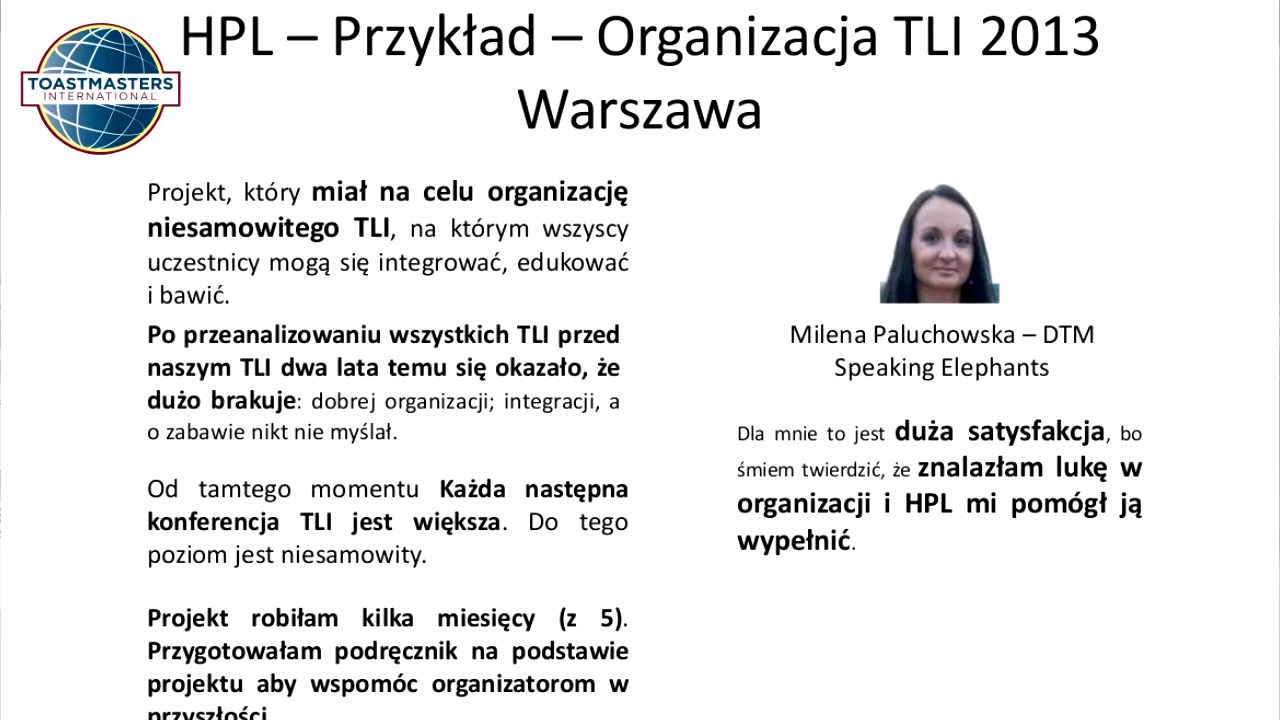 HPL – Przykład – Organizacja TLI 2013
Warszawa
TOASTMASTERS
INTERNATIONAL
Projekt, który miał na celu organizację
niesamowitego TLI, na którym wszyscy
uczestnicy mogą się integrować, edukować
i bawić.
Po przeanalizowaniu wszystkich TLI przed
naszym TLI dwa lata temu się okazało, że
dużo brakuje: dobrej organizacji; integracji, a
o zabawie nikt nie myślał.
Od tamtego momentu Każda następna
konferencja TLI jest większa. Do tego
poziom jest niesamowity.
Projekt robiłam kilka miesięcy (z 5).
Przygotowałam podręcznik na podstawie
projektu aby wspomóc organizatorom w
przyszłości
Milena Paluchowska – DTM
Speaking Elephants
Dla mnie to jest duża satysfakcja, bo
śmiem twierdzić, że znalazłam lukę w
organizacji i HPL mi pomógł ją
wypełnić.